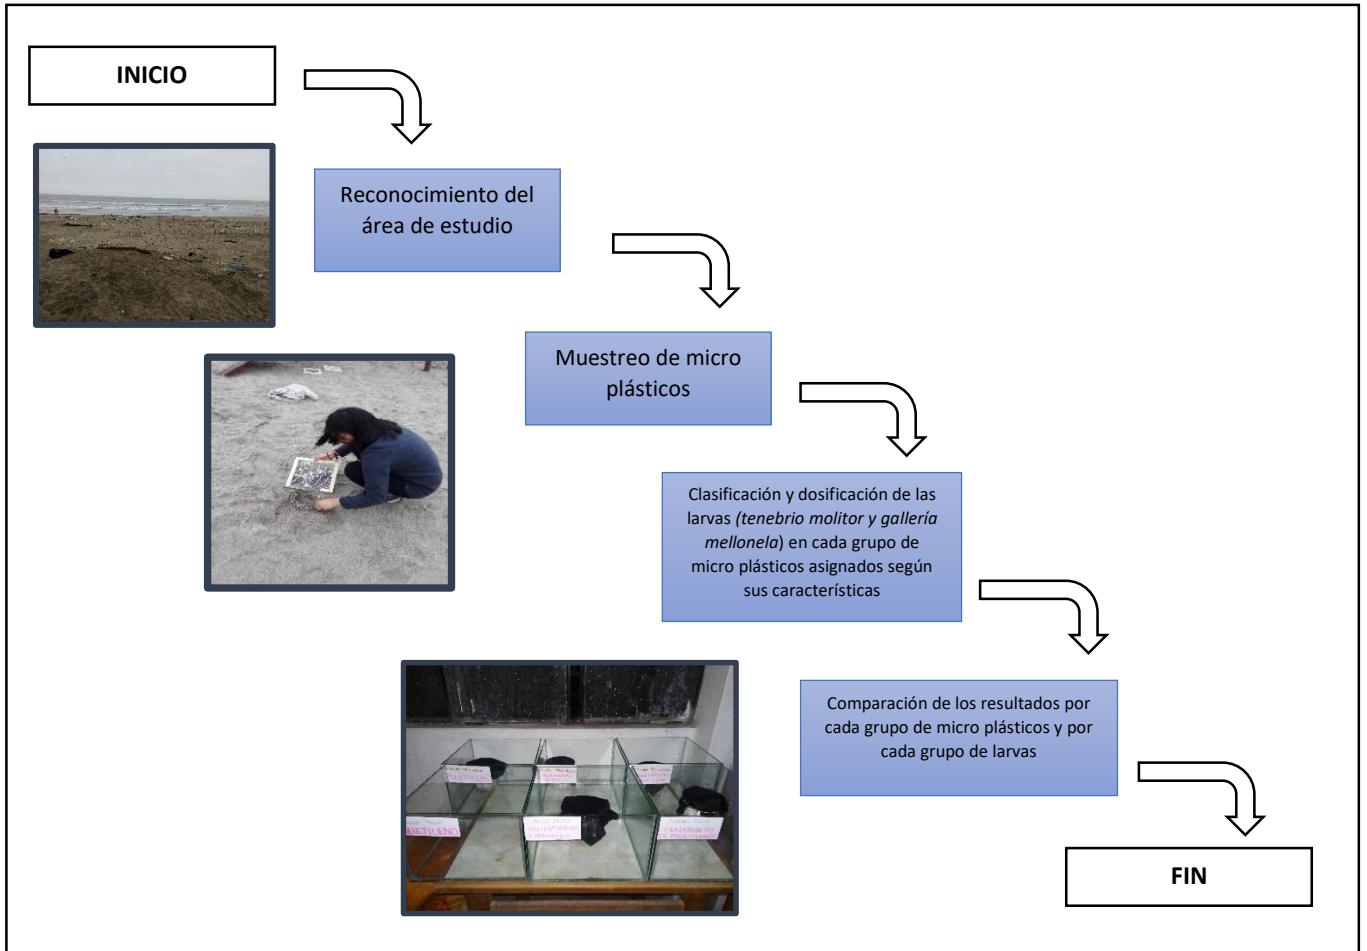 INICIO
Reconocimiento del
área de estudio
Muestreo de micro
plásticos
Clasificación y dosificación de las
larvas (tenebrio molitor y gallería
mellonela) en cada grupo de
micro plásticos asignados según
sus características
Comparación de los resultados por
cada grupo de micro plásticos y por
cada grupo de larvas
FIN
POLIETILENO